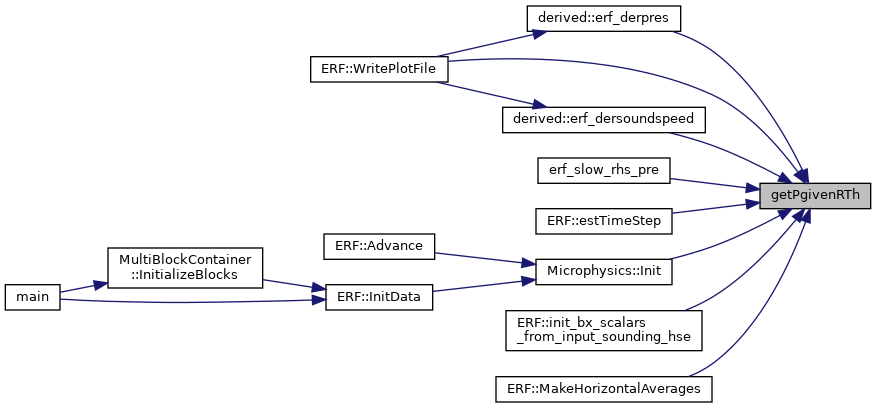 derived::erf_derpres
ERF::WritePlotFile
derived::erf_dersoundspeed
erf_slow_rhs_pre
getPgivenRTh
ERF::estTimeStep
ERF::Advance
MultiBlockContainer
::InitializeBlocks
Microphysics::Init
main
ERF::InitData
ERF::init_bx_scalars
_from_input_sounding_hse
ERF::MakeHorizontalAverages